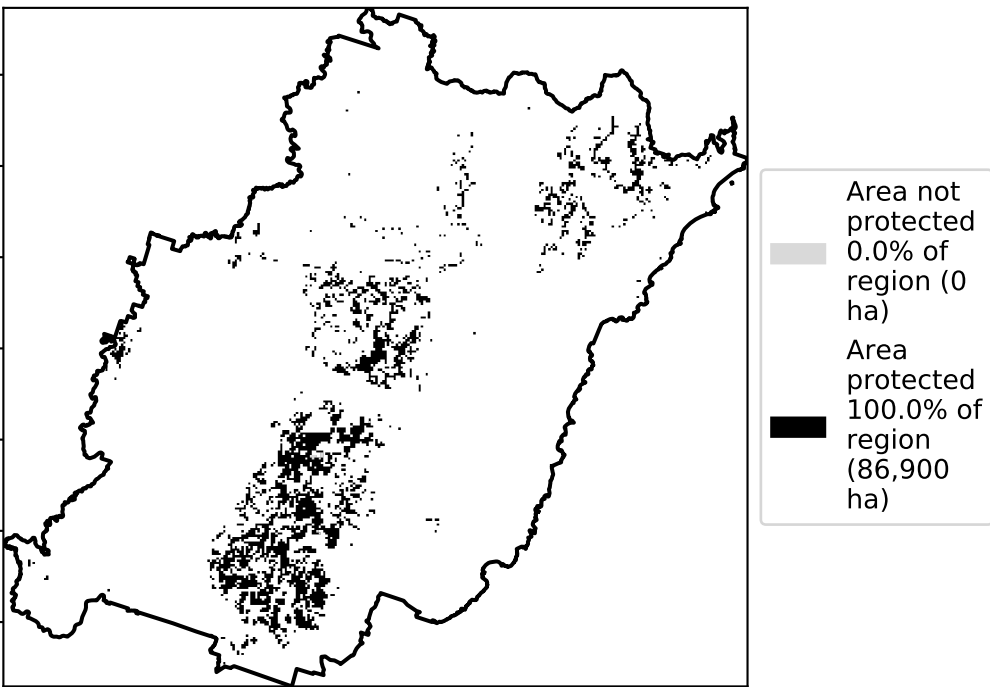 Area not
protected
0.0% of
region (0
ha)
Area
protected
100.0% of
region
(86,900
ha)